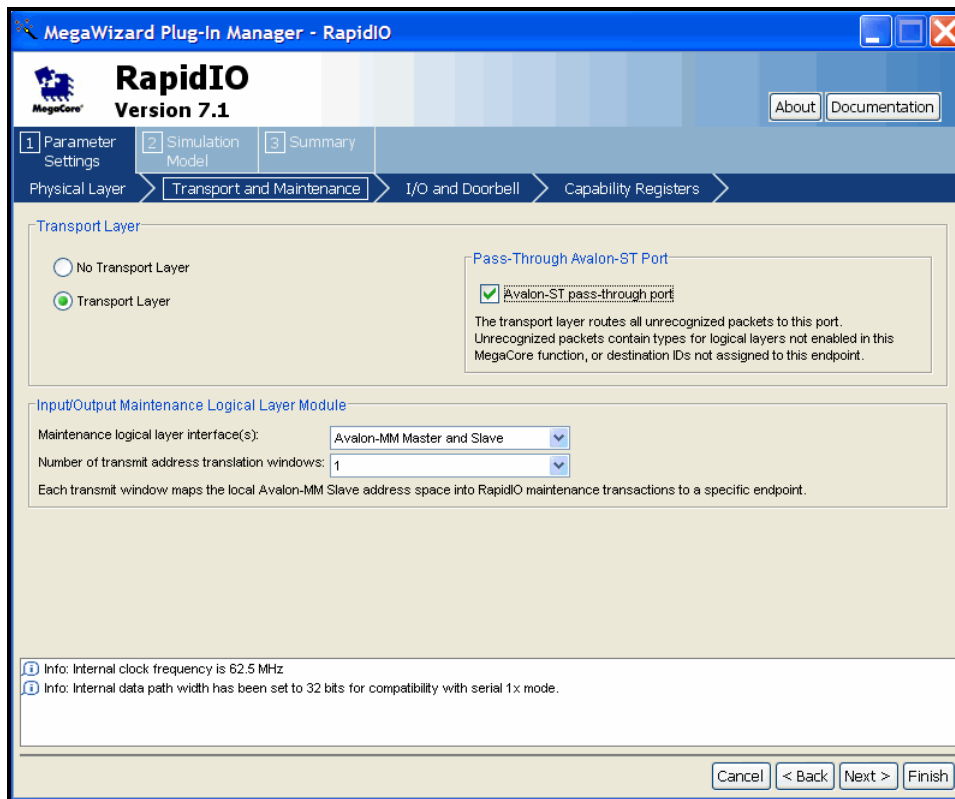 MegaWizard Plug-In Manager - RapidIO
MegaCore®
RapidIO
Version 7.1
About
Documentation
1 Parameter Settings
2 Simulation Model
3 Summary
Physical Layer
Transport and Maintenance
I/O and Doorbell
Capability Registers
Transport Layer
No Transport Layer
Transport Layer
Pass-Through Avalon-ST Port
Avalon-ST pass-through port
The transport layer routes all unrecognized packets to this port.
Unrecognized packets contain types for logical layers not enabled in this
MegaCore function, or destination IDs not assigned to this endpoint.
Input/Output Maintenance Logical Layer Module
Maintenance logical layer interface(s):
Avalon-MM Master and Slave
Number of transmit address translation windows:
1
Each transmit window maps the local Avalon-MM Slave address space into RapidIO maintenance transactions to a specific endpoint.
Info: Internal clock frequency is 62.5 MHz
Info: Internal data path width has been set to 32 bits for compatibility with serial 1x mode.
Cancel
< Back
Next >
Finish